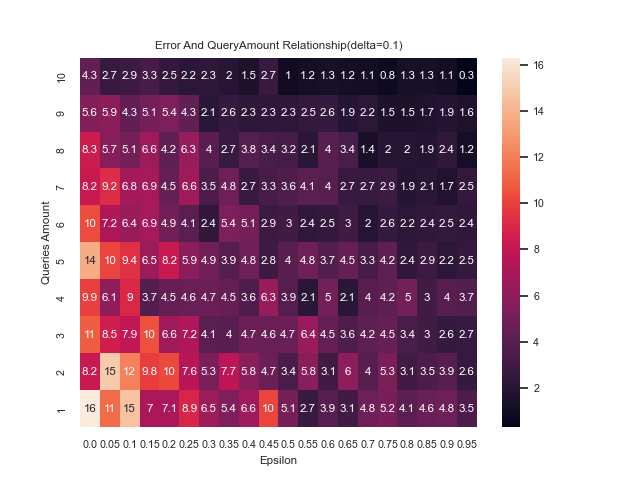 Error And QueryAmount Relationship(delta=0.1)
10 4.3 2.7 2.9 3.3 2.5 2.2 2.3 2 1.5 2.7 1 1.2 1.3 1.2 1.1 0.8 1.3 1.3 1.1 0.3
9 5.6 5.9 4.3 5.1 5.4 4.3 2.1 2.6 2.3 2.3 2.3 2.5 2.6 1.9 2.2 1.5 1.5 1.7 1.9 1.6
8 8.3 5.7 5.1 6.6 4.2 6.3 4 2.7 3.8 3.4 3.2 2.1 4 3.4 1.4 2 2 1.9 2.4 1.2
7 8.2 9.2 6.8 6.9 4.5 6.6 3.5 4.8 2.7 3.3 3.6 4.1 4 2.7 2.7 2.9 1.9 2.1 1.7 2.5
6 10 7.2 6.4 6.9 4.9 4.1 2.4 5.4 5.1 2.9 3 2.4 2.5 3 2 2.6 2.2 2.4 2.5 2.4
5 14 10 9.4 6.5 8.2 5.9 4.9 3.9 4.8 2.8 4 4.8 3.7 4.5 3.3 4.2 2.4 2.9 2.2 2.5
4 9.9 6.1 9 3.7 4.5 4.6 4.7 3.6 4.6 6.3 3.9 2.1 5 2.1 4 4.2 5 3 4 3.7
3 11 8.5 7.9 10 6.6 7.2 4.1 4 4.7 4.6 4.7 6.4 4.5 3.6 4.2 4.5 3.4 3 2.6 2.7
2 8.2 15 12 9.8 10 7.6 5.3 7.7 5.8 4.7 3.4 5.8 3.1 6 4 5.3 3.1 3.5 3.9 2.6
1 16 11 15 7 7.1 8.9 6.5 5.4 6.6 10 5.1 2.7 3.9 3.1 4.8 5.2 4.1 4.6 4.8 3.5
0.0 0.05 0.1 0.15 0.2 0.25 0.3 0.35 0.4 0.45 0.5 0.55 0.6 0.65 0.7 0.75 0.8 0.85 0.9 0.95
Epsilon
Queries Amount
16
14
12
10
8
6
4
2